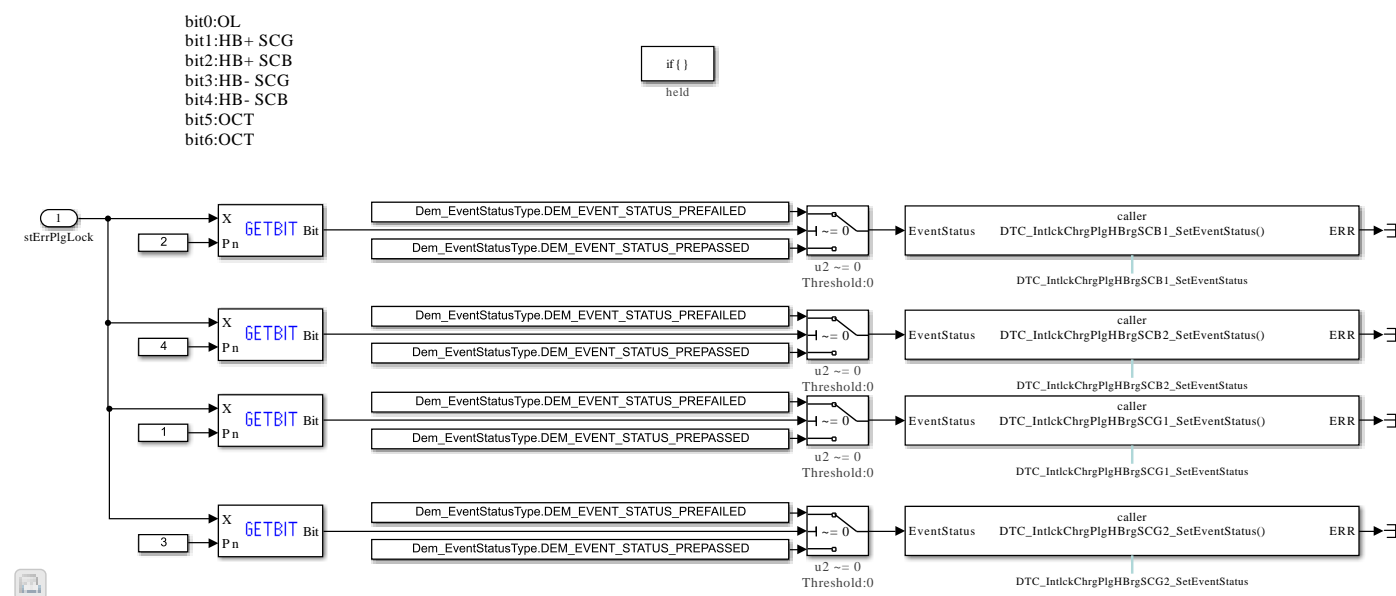 bit0:OL
bit1:HB+ SCG
bit2:HB+ SCB
bit3:HB- SCG
bit4:HB- SCB
bit5:OCT
bit6:OCT
if { }
held
1
stErrPlgLock
X
2
Pn
GETBIT
Bit
Dem_EventStatusType.DEM_EVENT_STATUS_PREFAILED
~= 0
Dem_EventStatusType.DEM_EVENT_STATUS_PREPASSED
u2 ~= 0
Threshold:0
EventStatus
caller
DTC_IntlckChrgPlgHBrgSCB1_SetEventStatus()
ERR
DTC_IntlckChrgPlgHBrgSCB1_SetEventStatus
X
4
Pn
GETBIT
Bit
Dem_EventStatusType.DEM_EVENT_STATUS_PREFAILED
~= 0
Dem_EventStatusType.DEM_EVENT_STATUS_PREPASSED
u2 ~= 0
Threshold:0
EventStatus
caller
DTC_IntlckChrgPlgHBrgSCB2_SetEventStatus()
ERR
DTC_IntlckChrgPlgHBrgSCB2_SetEventStatus
X
1
Pn
GETBIT
Bit
Dem_EventStatusType.DEM_EVENT_STATUS_PREFAILED
~= 0
Dem_EventStatusType.DEM_EVENT_STATUS_PREPASSED
u2 ~= 0
Threshold:0
EventStatus
caller
DTC_IntlckChrgPlgHBrgSCG1_SetEventStatus()
ERR
DTC_IntlckChrgPlgHBrgSCG1_SetEventStatus
X
3
Pn
GETBIT
Bit
Dem_EventStatusType.DEM_EVENT_STATUS_PREFAILED
~= 0
Dem_EventStatusType.DEM_EVENT_STATUS_PREPASSED
u2 ~= 0
Threshold:0
EventStatus
caller
DTC_IntlckChrgPlgHBrgSCG2_SetEventStatus()
ERR
DTC_IntlckChrgPlgHBrgSCG2_SetEventStatus